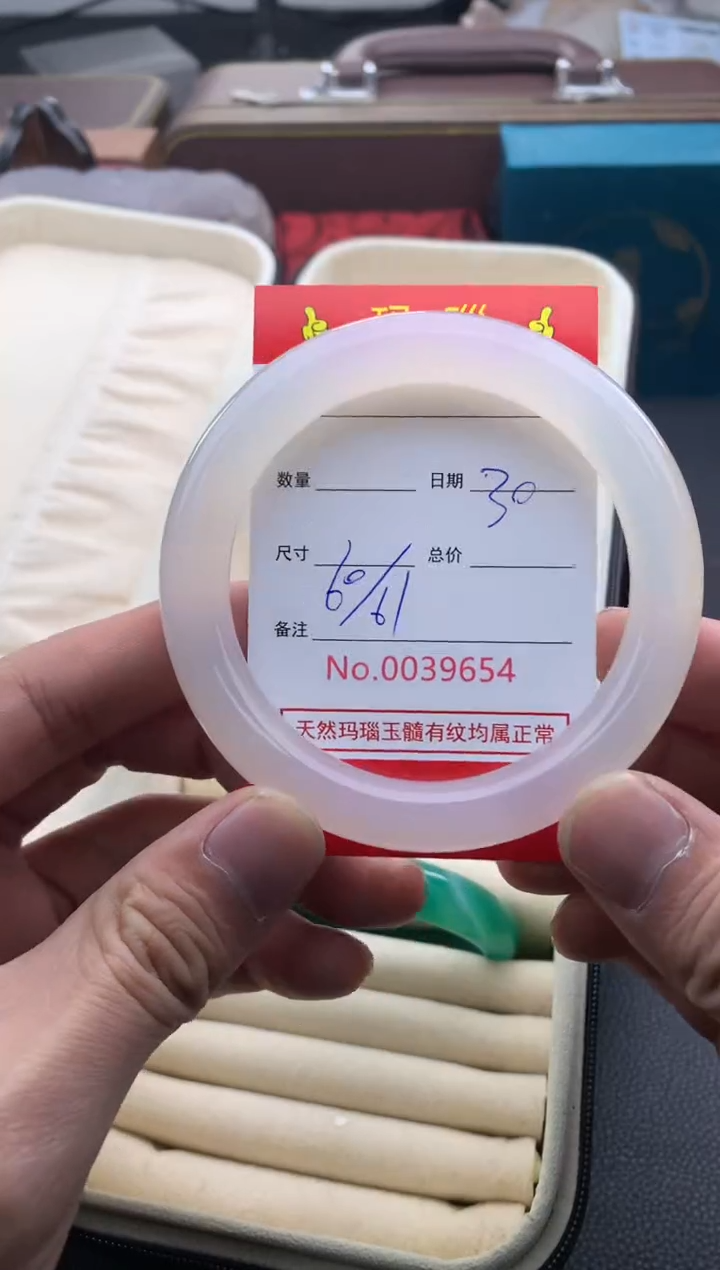 数量 日期 30
尺寸 60/61 总价
备注
No.0039654
天然玛瑙玉髓有纹均属正常